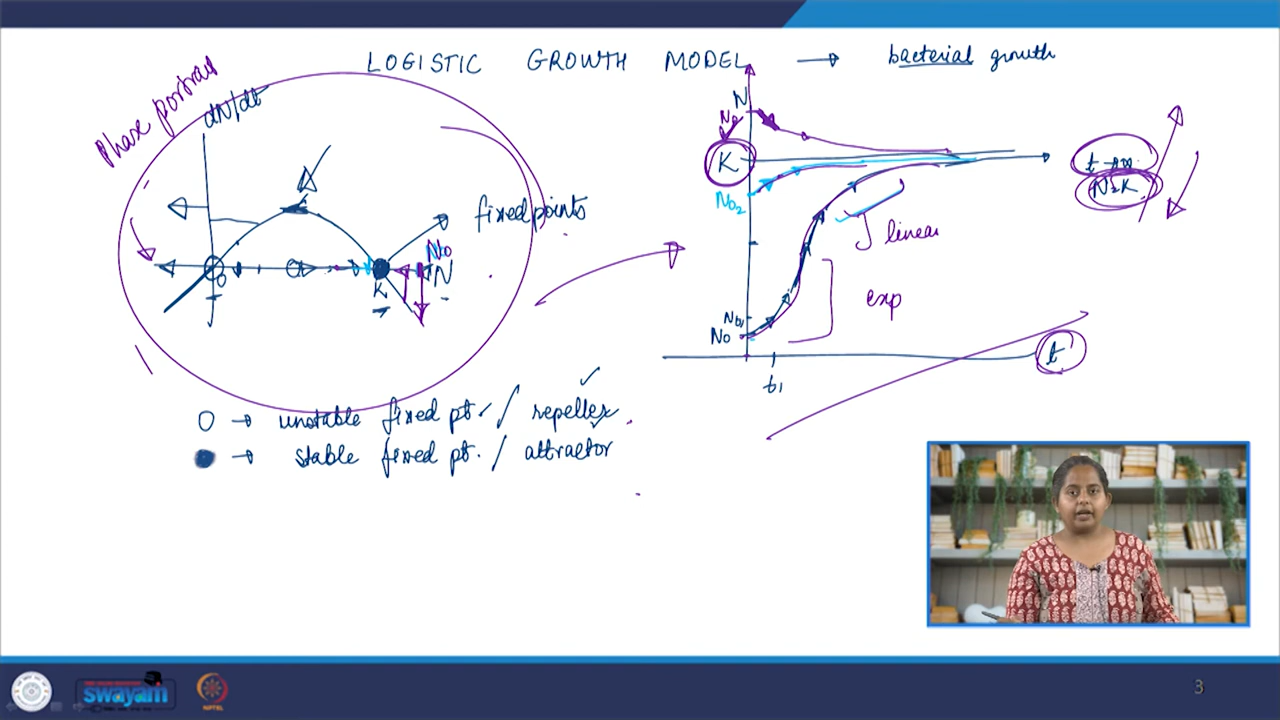 LOGISTIC GROWTH MODEL → bacterial growth
Phase portrait
dN/dt
0
K
N0
N
fixed points
N
N0
K
N02
N01
N0
t1
t
linear
exp
t→∞
N=K
O → unstable fixed pt. / repeller
● → stable fixed pt. / attractor
swayam
NPTEL
3